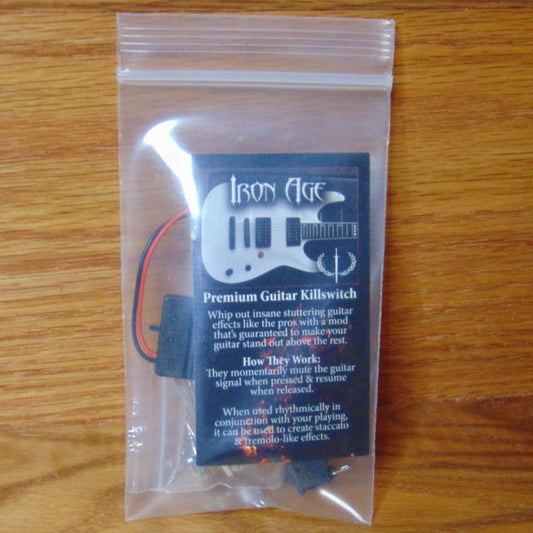 IRON AGE
Premium Guitar Killswitch
Whip out insane stuttering guitar
effects like the pros with a mod
that's guaranteed to make your
guitar stand out above the rest.
How They Work:
They momentarily mute the guitar
signal when pressed & resume
when released.
When used rhythmically in
conjunction with your playing,
it can be used to create staccato
& tremolo-like effects.